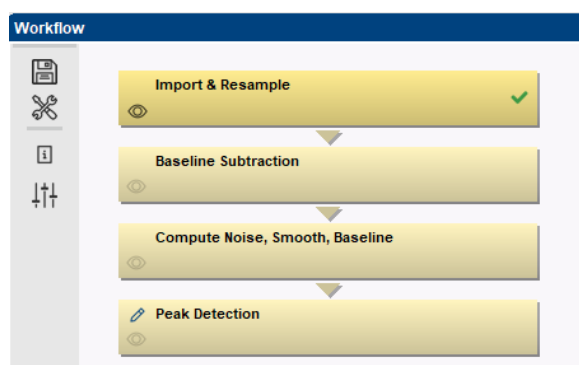 Workflow
Import & Resample
Baseline Subtraction
Compute Noise, Smooth, Baseline
Peak Detection